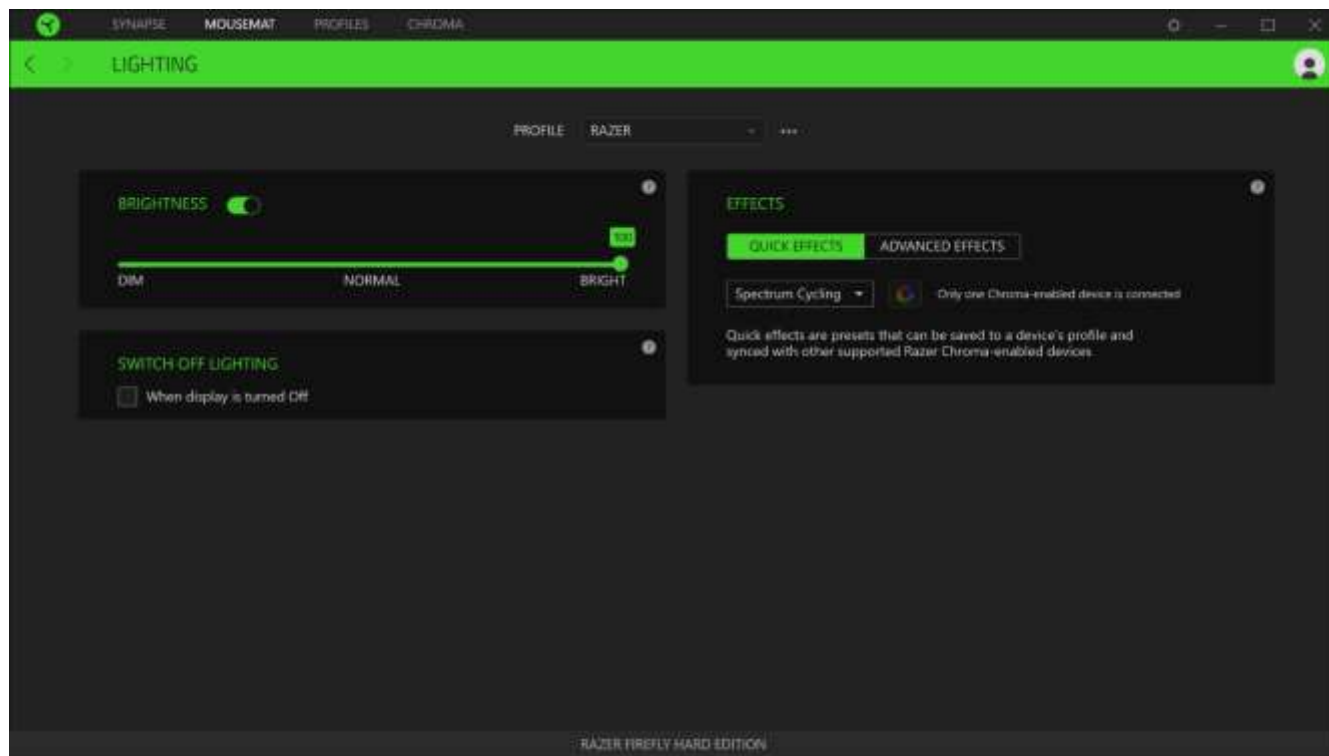 SYNAPSE MOUSEMAT PROFILES CHROMA
LIGHTING
PROFILE RAZER
BRIGHTNESS
100
DIM NORMAL BRIGHT
SWITCH OFF LIGHTING
When display is turned Off
EFFECTS
QUICK EFFECTS ADVANCED EFFECTS
Spectrum Cycling Only one Chroma-enabled device is connected
Quick effects are presets that can be saved to a device's profile and
synced with other supported Razer Chroma-enabled devices
RAZER FIREFLY HARD EDITION